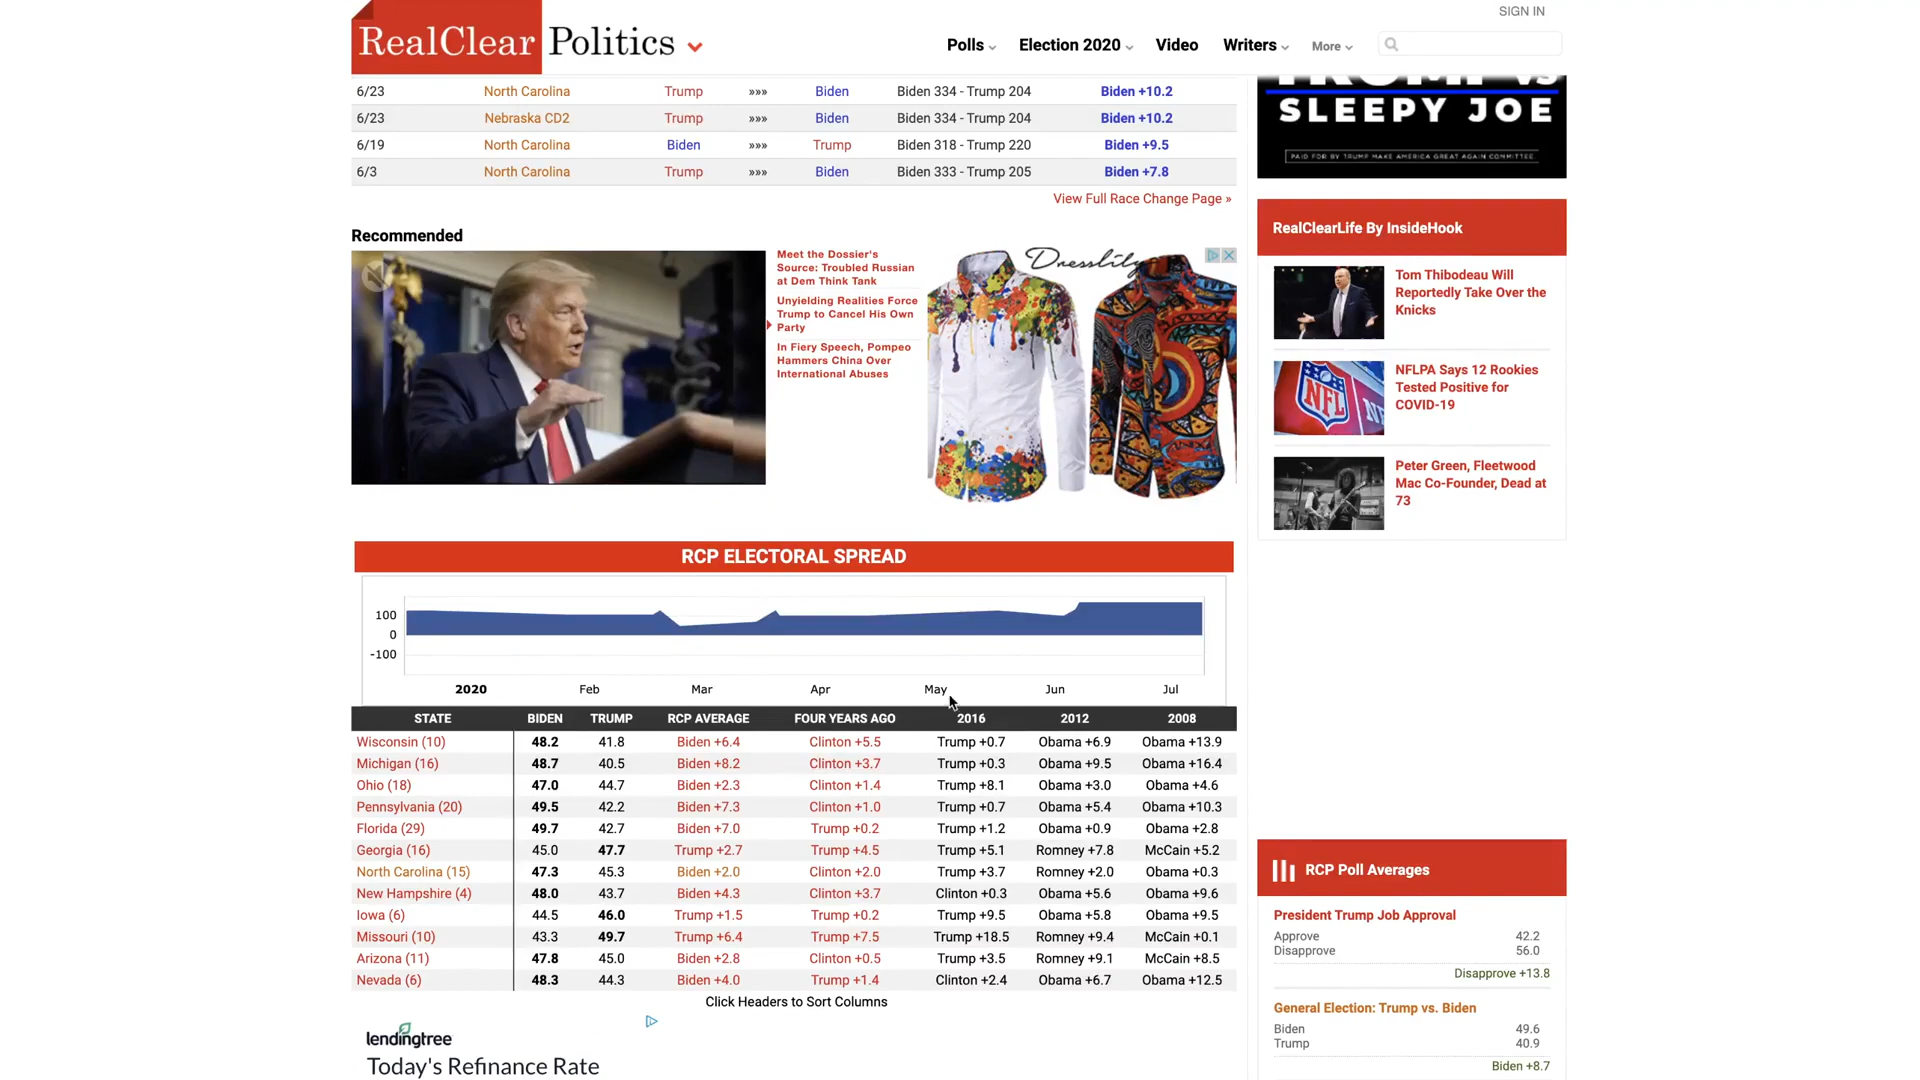 SIGN IN
RealClear Politics
Polls Election 2020 Video Writers More
6/23 North Carolina Trump »»» Biden Biden 334 - Trump 204 Biden +10.2
6/23 Nebraska CD2 Trump »»» Biden Biden 334 - Trump 204 Biden +10.2
6/19 North Carolina Biden »»» Trump Biden 318 - Trump 220 Biden +9.5
6/3 North Carolina Trump »»» Biden Biden 333 - Trump 205 Biden +7.8
View Full Race Change Page »
Recommended
Meet the Dossier's
Source: Troubled Russian
at Dem Think Tank
Unyielding Realities Force
Trump to Cancel His Own
Party
In Fiery Speech, Pompeo
Hammers China Over
International Abuses
Dresslily
RCP ELECTORAL SPREAD
100
0
-100
2020 Feb Mar Apr May Jun Jul
STATE BIDEN TRUMP RCP AVERAGE FOUR YEARS AGO 2016 2012 2008
Wisconsin (10) 48.2 41.8 Biden +6.4 Clinton +5.5 Trump +0.7 Obama +6.9 Obama +13.9
Michigan (16) 48.7 40.5 Biden +8.2 Clinton +3.7 Trump +0.3 Obama +9.5 Obama +16.4
Ohio (18) 47.0 44.7 Biden +2.3 Clinton +1.4 Trump +8.1 Obama +3.0 Obama +4.6
Pennsylvania (20) 49.5 42.2 Biden +7.3 Clinton +1.0 Trump +0.7 Obama +5.4 Obama +10.3
Florida (29) 49.7 42.7 Biden +7.0 Trump +0.2 Trump +1.2 Obama +0.9 Obama +2.8
Georgia (16) 45.0 47.7 Trump +2.7 Trump +4.5 Trump +5.1 Romney +7.8 McCain +5.2
North Carolina (15) 47.3 45.3 Biden +2.0 Clinton +2.0 Trump +3.7 Romney +2.0 Obama +0.3
New Hampshire (4) 48.0 43.7 Biden +4.3 Clinton +3.7 Clinton +0.3 Obama +5.6 Obama +9.6
Iowa (6) 44.5 46.0 Trump +1.5 Trump +0.2 Trump +9.5 Obama +5.8 Obama +9.5
Missouri (10) 43.3 49.7 Trump +6.4 Trump +7.5 Trump +18.5 Romney +9.4 McCain +0.1
Arizona (11) 47.8 45.0 Biden +2.8 Clinton +0.5 Trump +3.5 Romney +9.1 McCain +8.5
Nevada (6) 48.3 44.3 Biden +4.0 Trump +1.4 Clinton +2.4 Obama +6.7 Obama +12.5
Click Headers to Sort Columns
lendingtree
Today's Refinance Rate
TRUMP VS
SLEEPY JOE
PAID FOR BY TRUMP MAKE AMERICA GREAT AGAIN COMMITTEE
RealClearLife By InsideHook
Tom Thibodeau Will
Reportedly Take Over the
Knicks
NFL
NFLPA Says 12 Rookies
Tested Positive for
COVID-19
Peter Green, Fleetwood
Mac Co-Founder, Dead at
73
RCP Poll Averages
President Trump Job Approval
Approve 42.2
Disapprove 56.0
Disapprove +13.8
General Election: Trump vs. Biden
Biden 49.6
Trump 40.9
Biden +8.7